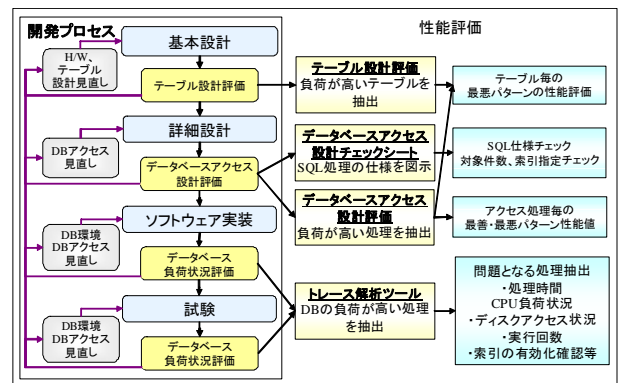 開発プロセス
性能評価
基本設計
H/W、
テーブル
設計見直し
テーブル設計評価
テーブル設計評価
負荷が高いテーブルを
抽出
テーブル毎の
最悪パターンの性能評価
詳細設計
DBアクセス
見直し
データベースアクセス
設計評価
データベースアクセス
設計チェックシート
SQL処理の仕様を図示
SQL仕様チェック
対象件数、索引指定チェック
データベースアクセス
設計評価
負荷が高い処理を抽出
アクセス処理毎の
最善・最悪パターン性能値
ソフトウェア実装
DB環境
DBアクセス
見直し
データベース
負荷状況評価
トレース解析ツール
DBの負荷が高い処理
を抽出
問題となる処理抽出
・処理時間
CPU負荷状況
・ディスクアクセス状況
・実行回数
・索引の有効化確認等
試験
DB環境
DBアクセス
見直し
データベース
負荷状況評価